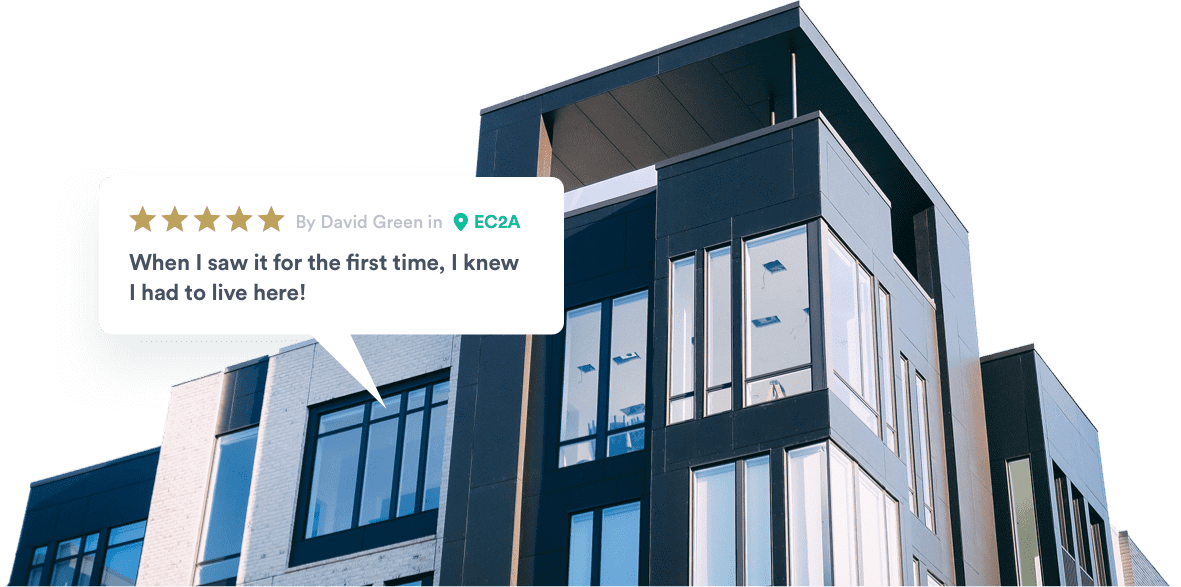 By David Green in EC2A
When I saw it for the first time, I knew
I had to live here!